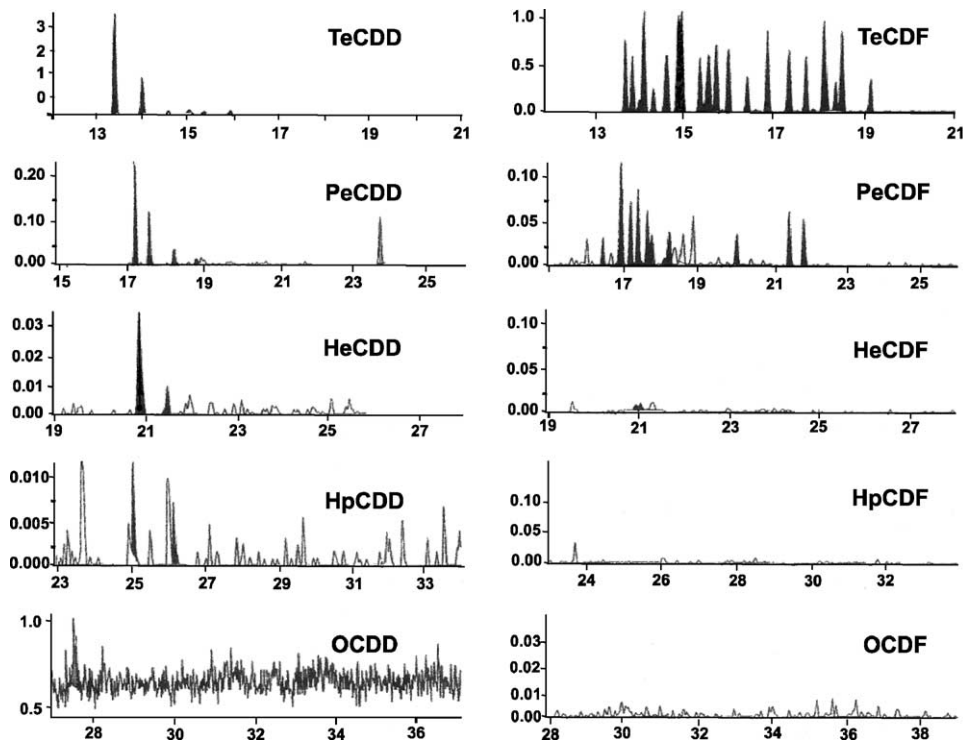 3
2
1
0
TeCDD
13 15 17 19 21
1.0
0.5
0.0
TeCDF
13 15 17 19 21
0.20
0.10
0.00
PeCDD
15 17 19 21 23 25
0.10
0.05
0.00
PeCDF
17 19 21 23 25
0.03
0.02
0.01
0.00
HeCDD
19 21 23 25 27
0.10
0.05
0.00
HeCDF
19 21 23 25 27
0.010
0.005
0.000
HpCDD
23 25 27 29 31 33
0.10
0.05
0.00
HpCDF
24 26 28 30 32
1.0
0.5
OCDD
28 30 32 34 36
0.03
0.02
0.01
0.00
OCDF
28 30 32 34 36 38